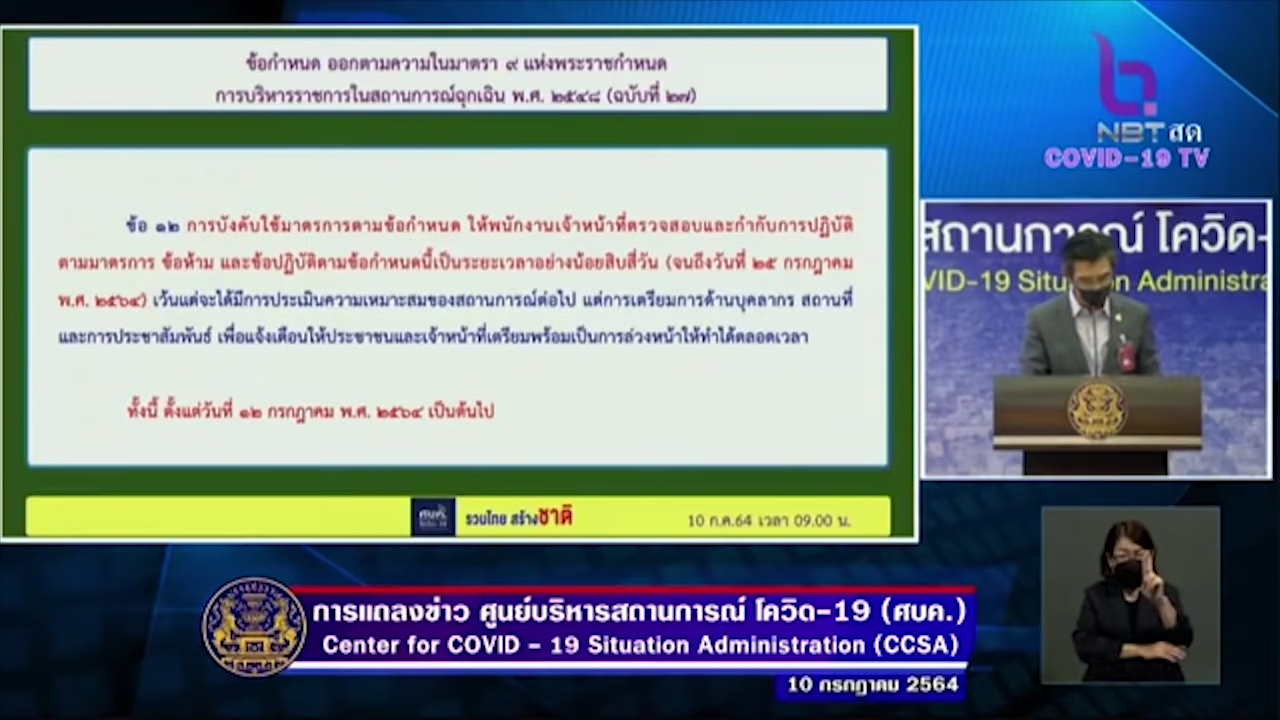 ข้อกำหนด ออกตามความในมาตรา ๙ แห่งพระราชกำหนด
การบริหารราชการในสถานการณ์ฉุกเฉิน พ.ศ. ๒๕๔๘ (ฉบับที่ ๒๗)
ข้อ ๑๒ การบังคับใช้มาตรการตามข้อกำหนด ให้พนักงานเจ้าหน้าที่ตรวจสอบและกำกับการปฏิบัติ
ตามมาตรการ ข้อห้าม และข้อปฏิบัติตามข้อกำหนดนี้เป็นระยะเวลาอย่างน้อยสิบสี่วัน (จนถึงวันที่ ๒๕ กรกฎาคม
พ.ศ. ๒๕๖๔) เว้นแต่จะได้มีการประเมินความเหมาะสมของสถานการณ์ต่อไป แต่การเตรียมการด้านบุคลากร สถานที่
และการประชาสัมพันธ์ เพื่อแจ้งเตือนให้ประชาชนและเจ้าหน้าที่เตรียมพร้อมเป็นการล่วงหน้าให้ทำได้ตลอดเวลา
ทั้งนี้ ตั้งแต่วันที่ ๑๒ กรกฎาคม พ.ศ. ๒๕๖๔ เป็นต้นไป
ศบค. รวมไทย สร้างชาติ
10 ก.ค.64 เวลา 09.00 น.
NBT สด
COVID-19 TV
สถานการณ์ โควิด-
VID-19 Situation Administra
การแถลงข่าว ศูนย์บริหารสถานการณ์ โควิด-19 (ศบค.)
Center for COVID - 19 Situation Administration (CCSA)
10 กรกฎาคม 2564